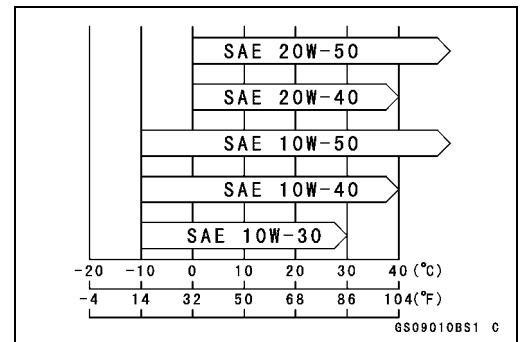 SAE 20W-50
SAE 20W-40
SAE 10W-50
SAE 10W-40
SAE 10W-30
-20 -10 0 10 20 30 40 (°C)
-4 14 32 50 68 86 104(°F)
GS09010BS1 C